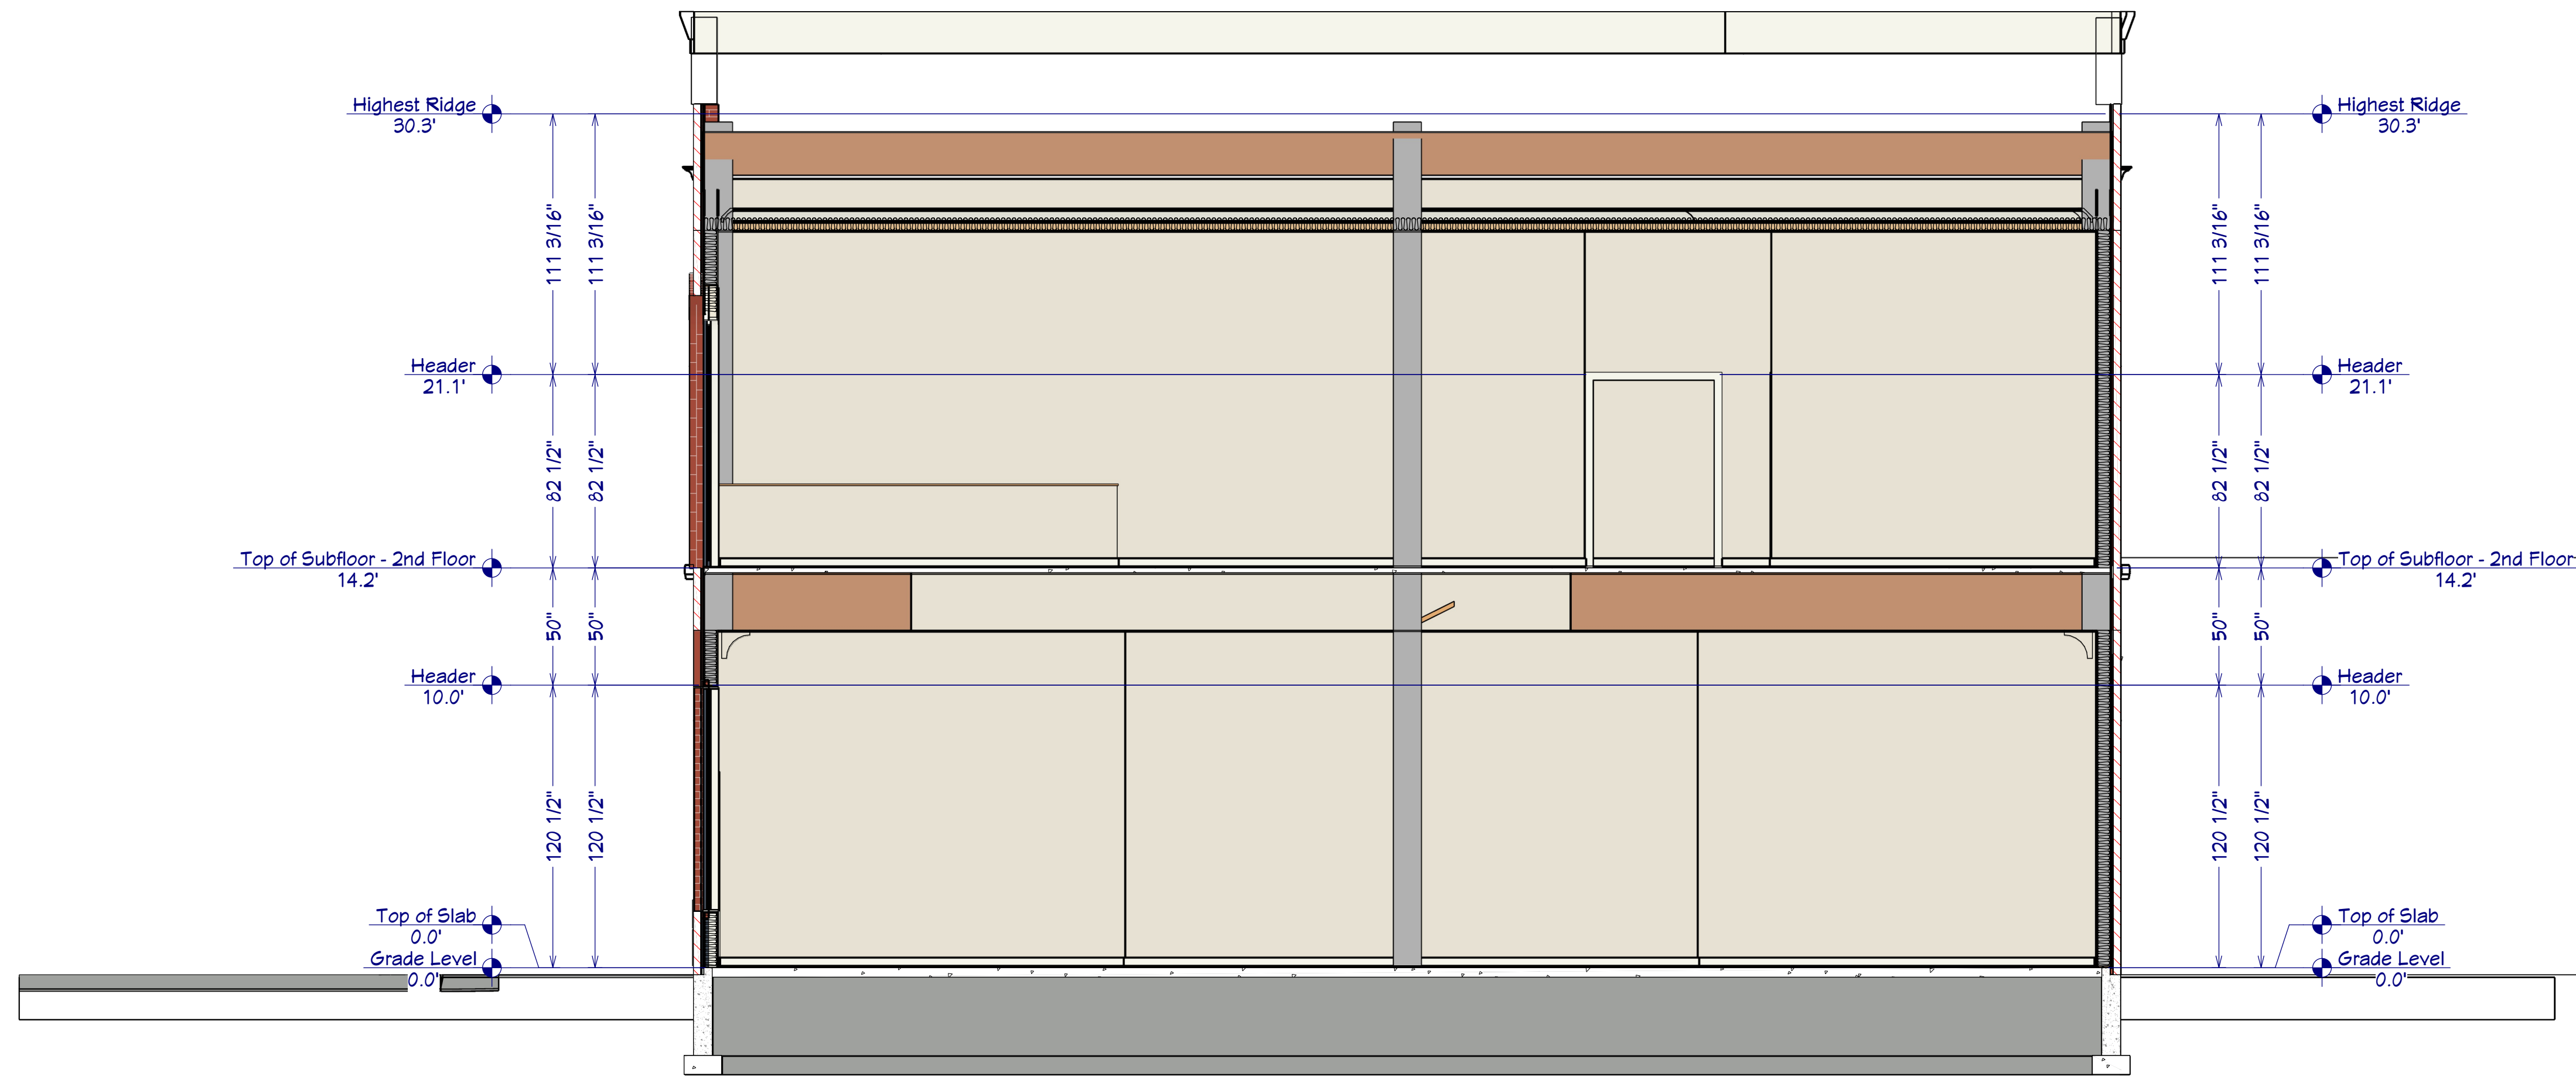 Highest Ridge
30.3'
111 3/16"
111 3/16"
Header
21.1'
82 1/2"
82 1/2"
Top of Subfloor - 2nd Floor
14.2'
50"
50"
Header
10.0'
120 1/2"
120 1/2"
Top of Slab
0.0'
Grade Level
0.0'
Highest Ridge
30.3'
111 3/16"
111 3/16"
Header
21.1'
82 1/2"
82 1/2"
Top of Subfloor - 2nd Floor
14.2'
50"
50"
Header
10.0'
120 1/2"
120 1/2"
Top of Slab
0.0'
Grade Level
0.0'